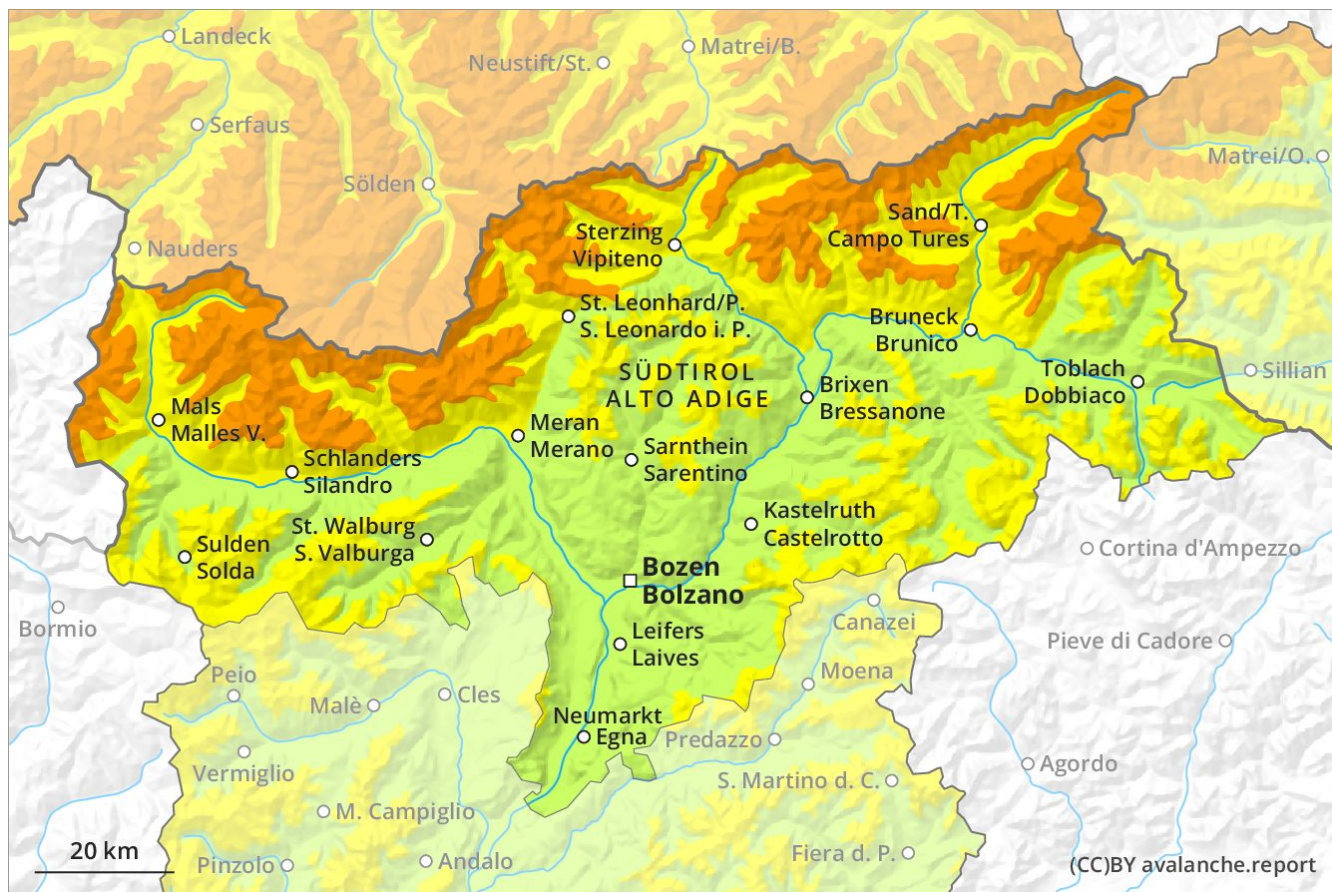 Landeck
Matrei/B.
Neustift/St.
Serfaus
Matrei/O.
Sölden
Sand/T.
Campo Tures
Sterzing
Vipiteno
Nauders
St. Leonhard/P.
S. Leonardo i. P.
Bruneck
Brunico
SÜDTIROL
ALTO ADIGE
Toblach
Dobbiaco
Sillian
Brixen
Bressanone
Mals
Malles V.
Meran
Merano
Sarnthein
Sarentino
Schlanders
Silandro
Kastelruth
Castelrotto
St. Walburg
S. Valburga
Sulden
Solda
Cortina d'Ampezzo
Bozen
Bolzano
Bormio
Canazei
Leifers
Laives
Pieve di Cadore
Peio
Moena
Malè
Cles
Neumarkt
Egna
Predazzo
Vermiglio
Agordo
S. Martino d. C.
M. Campiglio
20 km
Pinzolo
Andalo
Fiera d. P.
(CC)BY avalanche.report